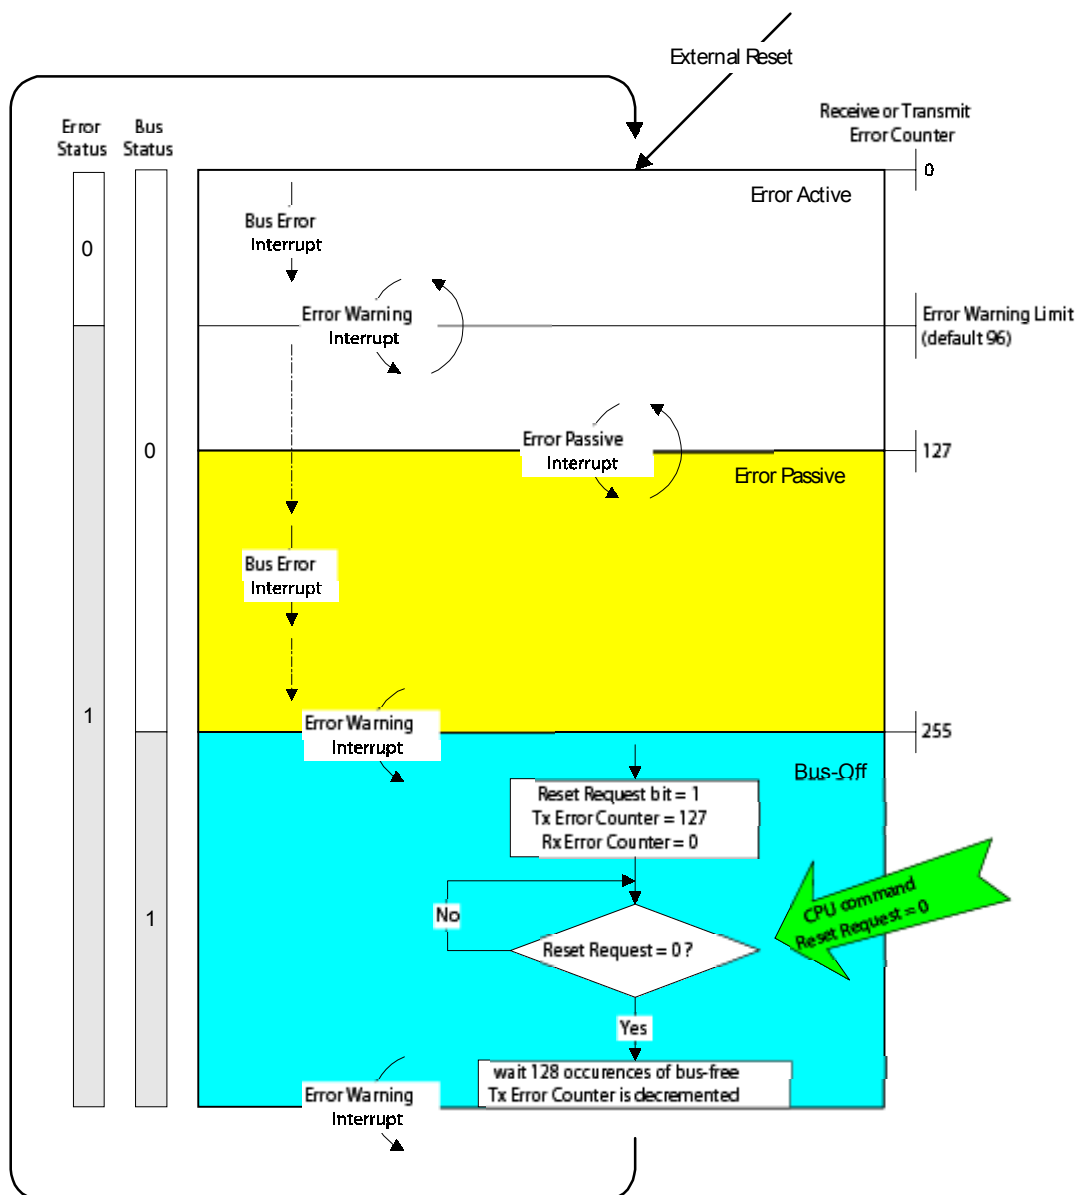 External Reset
Receive or Transmit
Error Counter
Error
Status
Bus
Status
0
Error Active
Bus Error
Interrupt
0
Error Warning
Interrupt
Error Warning Limit
(default 96)
Error Passive
Interrupt
0
127
Error Passive
Bus Error
Interrupt
1
Error Warning
Interrupt
255
Bus-Off
Reset Request bit = 1
Tx Error Counter = 127
Rx Error Counter = 0
CPU command
Reset Request = 0
No
1
Reset Request = 0 ?
Yes
wait 128 occurences of bus-free
Tx Error Counter is decremented
Error Warning
Interrupt